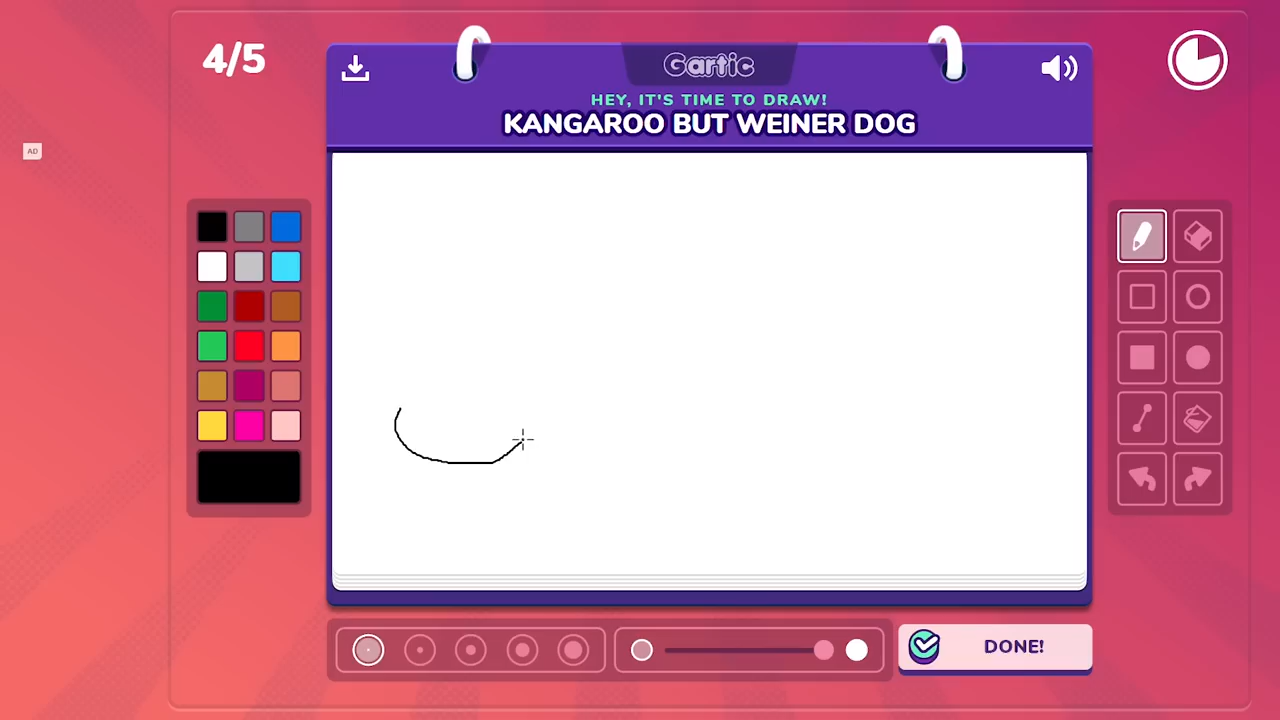 4/5
Gartic
HEY, IT'S TIME TO DRAW!
KANGAROO BUT WEINER DOG
AD
DONE!